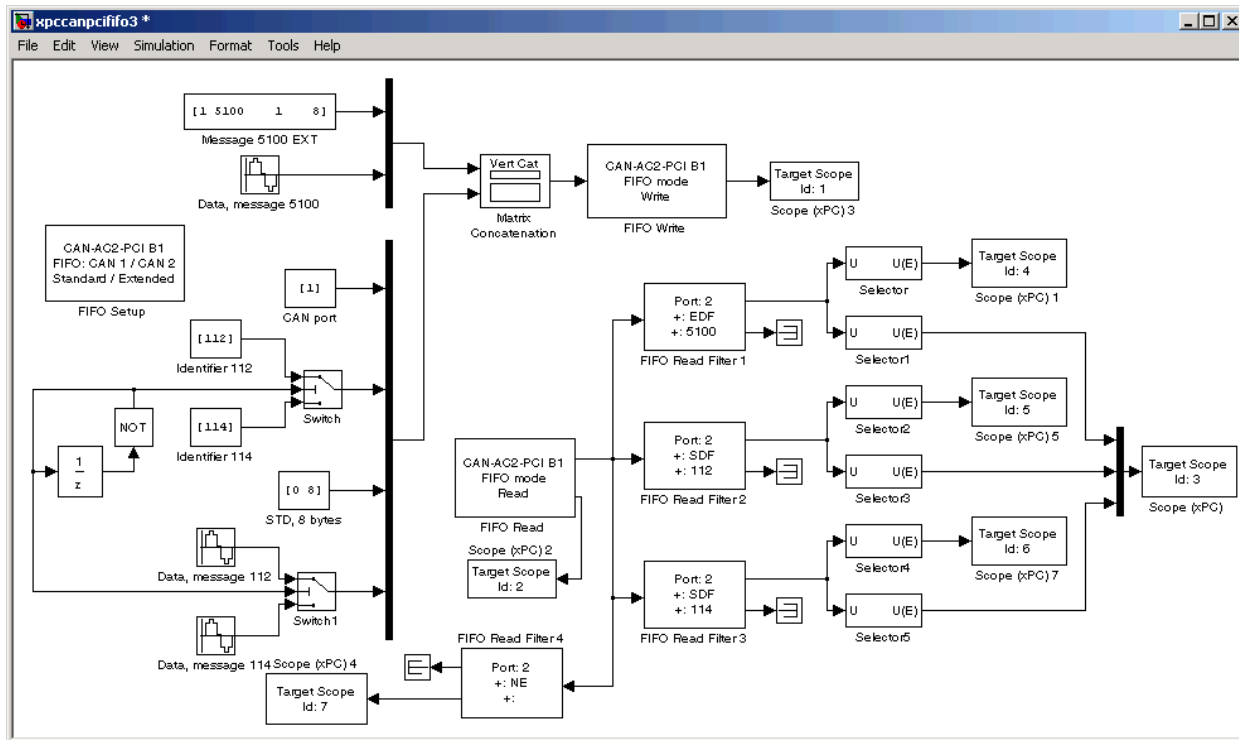 xpccanpcififo3 *
File Edit View Simulation Format Tools Help
[1 5100 1 8]
Message 5100 EXT
Data, message 5100
Vert Cat
Matrix
Concatenation
CAN-AC2-PCI B1
FIFO mode
Write
FIFO Write
Target Scope
Id: 1
Scope (xPC) 3
CAN-AC2-PCI B1
FIFO: CAN 1 / CAN 2
Standard / Extended
FIFO Setup
[1]
CAN port
[112]
Identifier 112
Switch
NOT
[114]
Identifier 114
1
z
[0 8]
STD, 8 bytes
Data, message 112
Switch1
Data, message 114
CAN-AC2-PCI B1
FIFO mode
Read
FIFO Read
Scope (xPC) 2
Target Scope
Id: 2
Port: 2
+: EDF
+: 5100
FIFO Read Filter 1
U U(E)
Selector
Target Scope
Id: 4
Scope (xPC) 1
U U(E)
Selector1
Port: 2
+: SDF
+: 112
FIFO Read Filter 2
U U(E)
Selector2
Target Scope
Id: 5
Scope (xPC) 5
U U(E)
Selector3
Target Scope
Id: 3
Scope (xPC)
Port: 2
+: SDF
+: 114
FIFO Read Filter 3
U U(E)
Selector4
Target Scope
Id: 6
Scope (xPC) 7
U U(E)
Selector5
FIFO Read Filter 4
Port: 2
+: NE
+:
Scope (xPC) 4
Target Scope
Id: 7